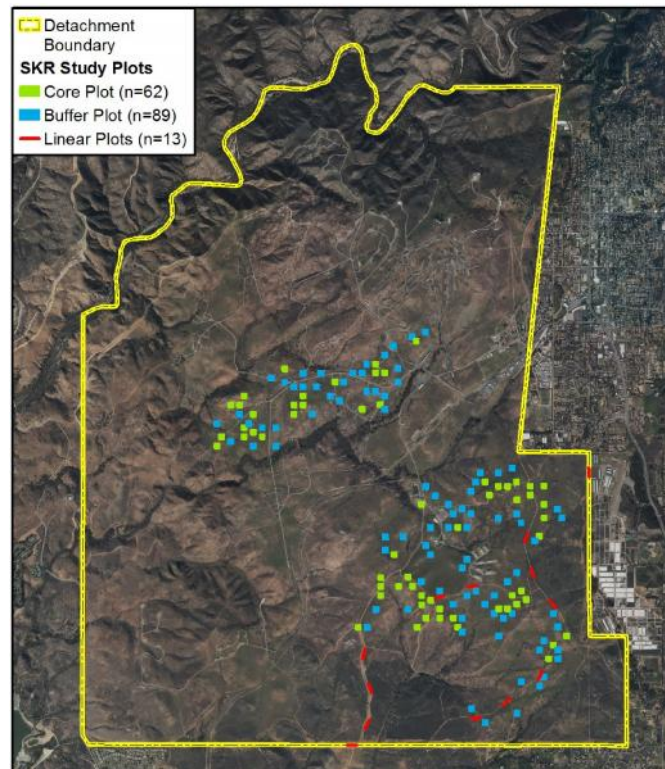 Detachment
Boundary
SKR Study Plots
Core Plot (n=62)
Buffer Plot (n=89)
Linear Plots (n=13)